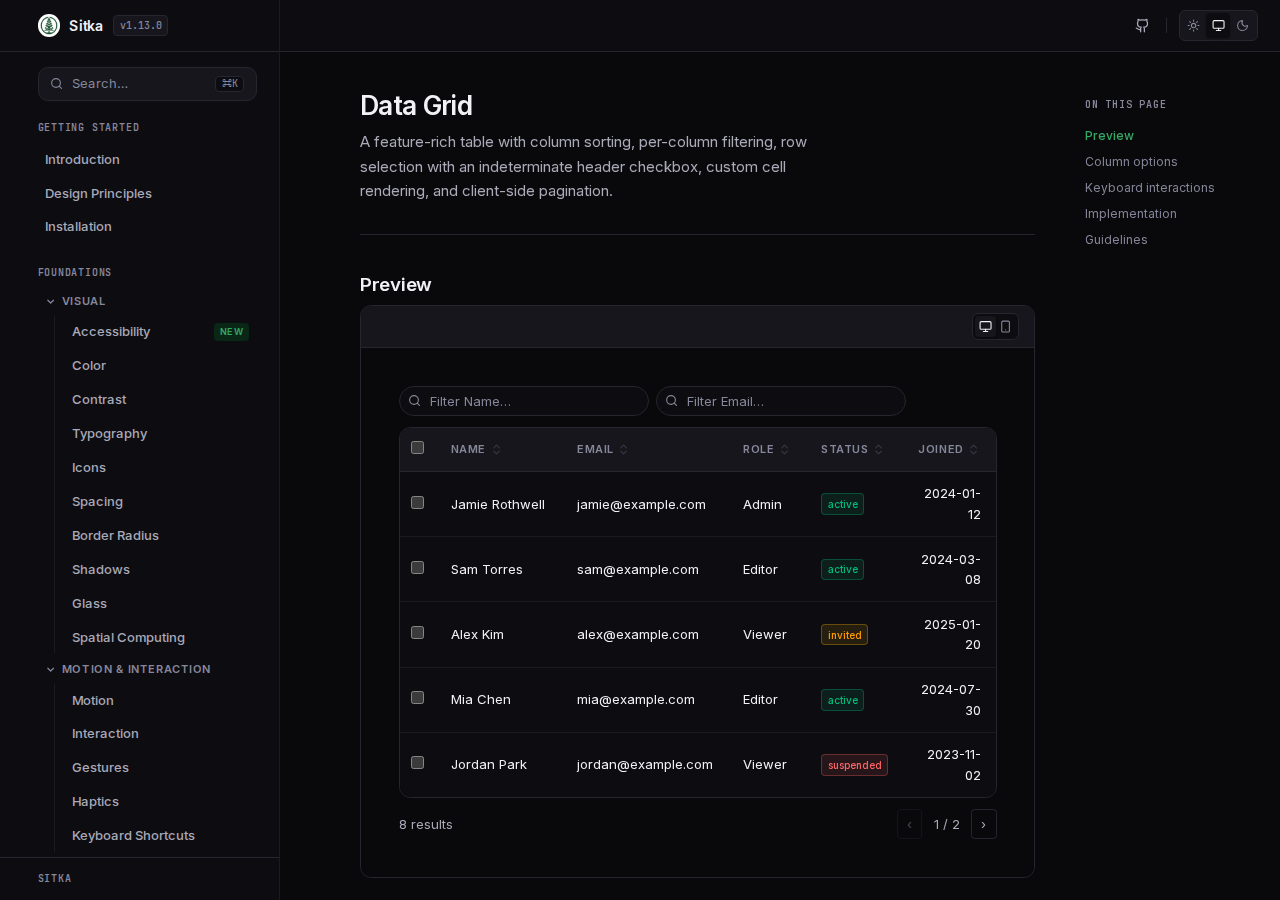 Sitka v1.13.0
Search... ⌘K
GETTING STARTED
Introduction
Design Principles
Installation
FOUNDATIONS
VISUAL
Accessibility NEW
Color
Contrast
Typography
Icons
Spacing
Border Radius
Shadows
Glass
Spatial Computing
MOTION & INTERACTION
Motion
Interaction
Gestures
Haptics
Keyboard Shortcuts
SITKA
Data Grid
A feature-rich table with column sorting, per-column filtering, row
selection with an indeterminate header checkbox, custom cell
rendering, and client-side pagination.
Preview
Filter Name... Filter Email...
NAME EMAIL ROLE STATUS JOINED
Jamie Rothwell jamie@example.com Admin active 2024-01-
12
Sam Torres sam@example.com Editor active 2024-03-
08
Alex Kim alex@example.com Viewer invited 2025-01-
20
Mia Chen mia@example.com Editor active 2024-07-
30
Jordan Park jordan@example.com Viewer suspended 2023-11-
02
8 results ‹ 1 / 2 ›
ON THIS PAGE
Preview
Column options
Keyboard interactions
Implementation
Guidelines